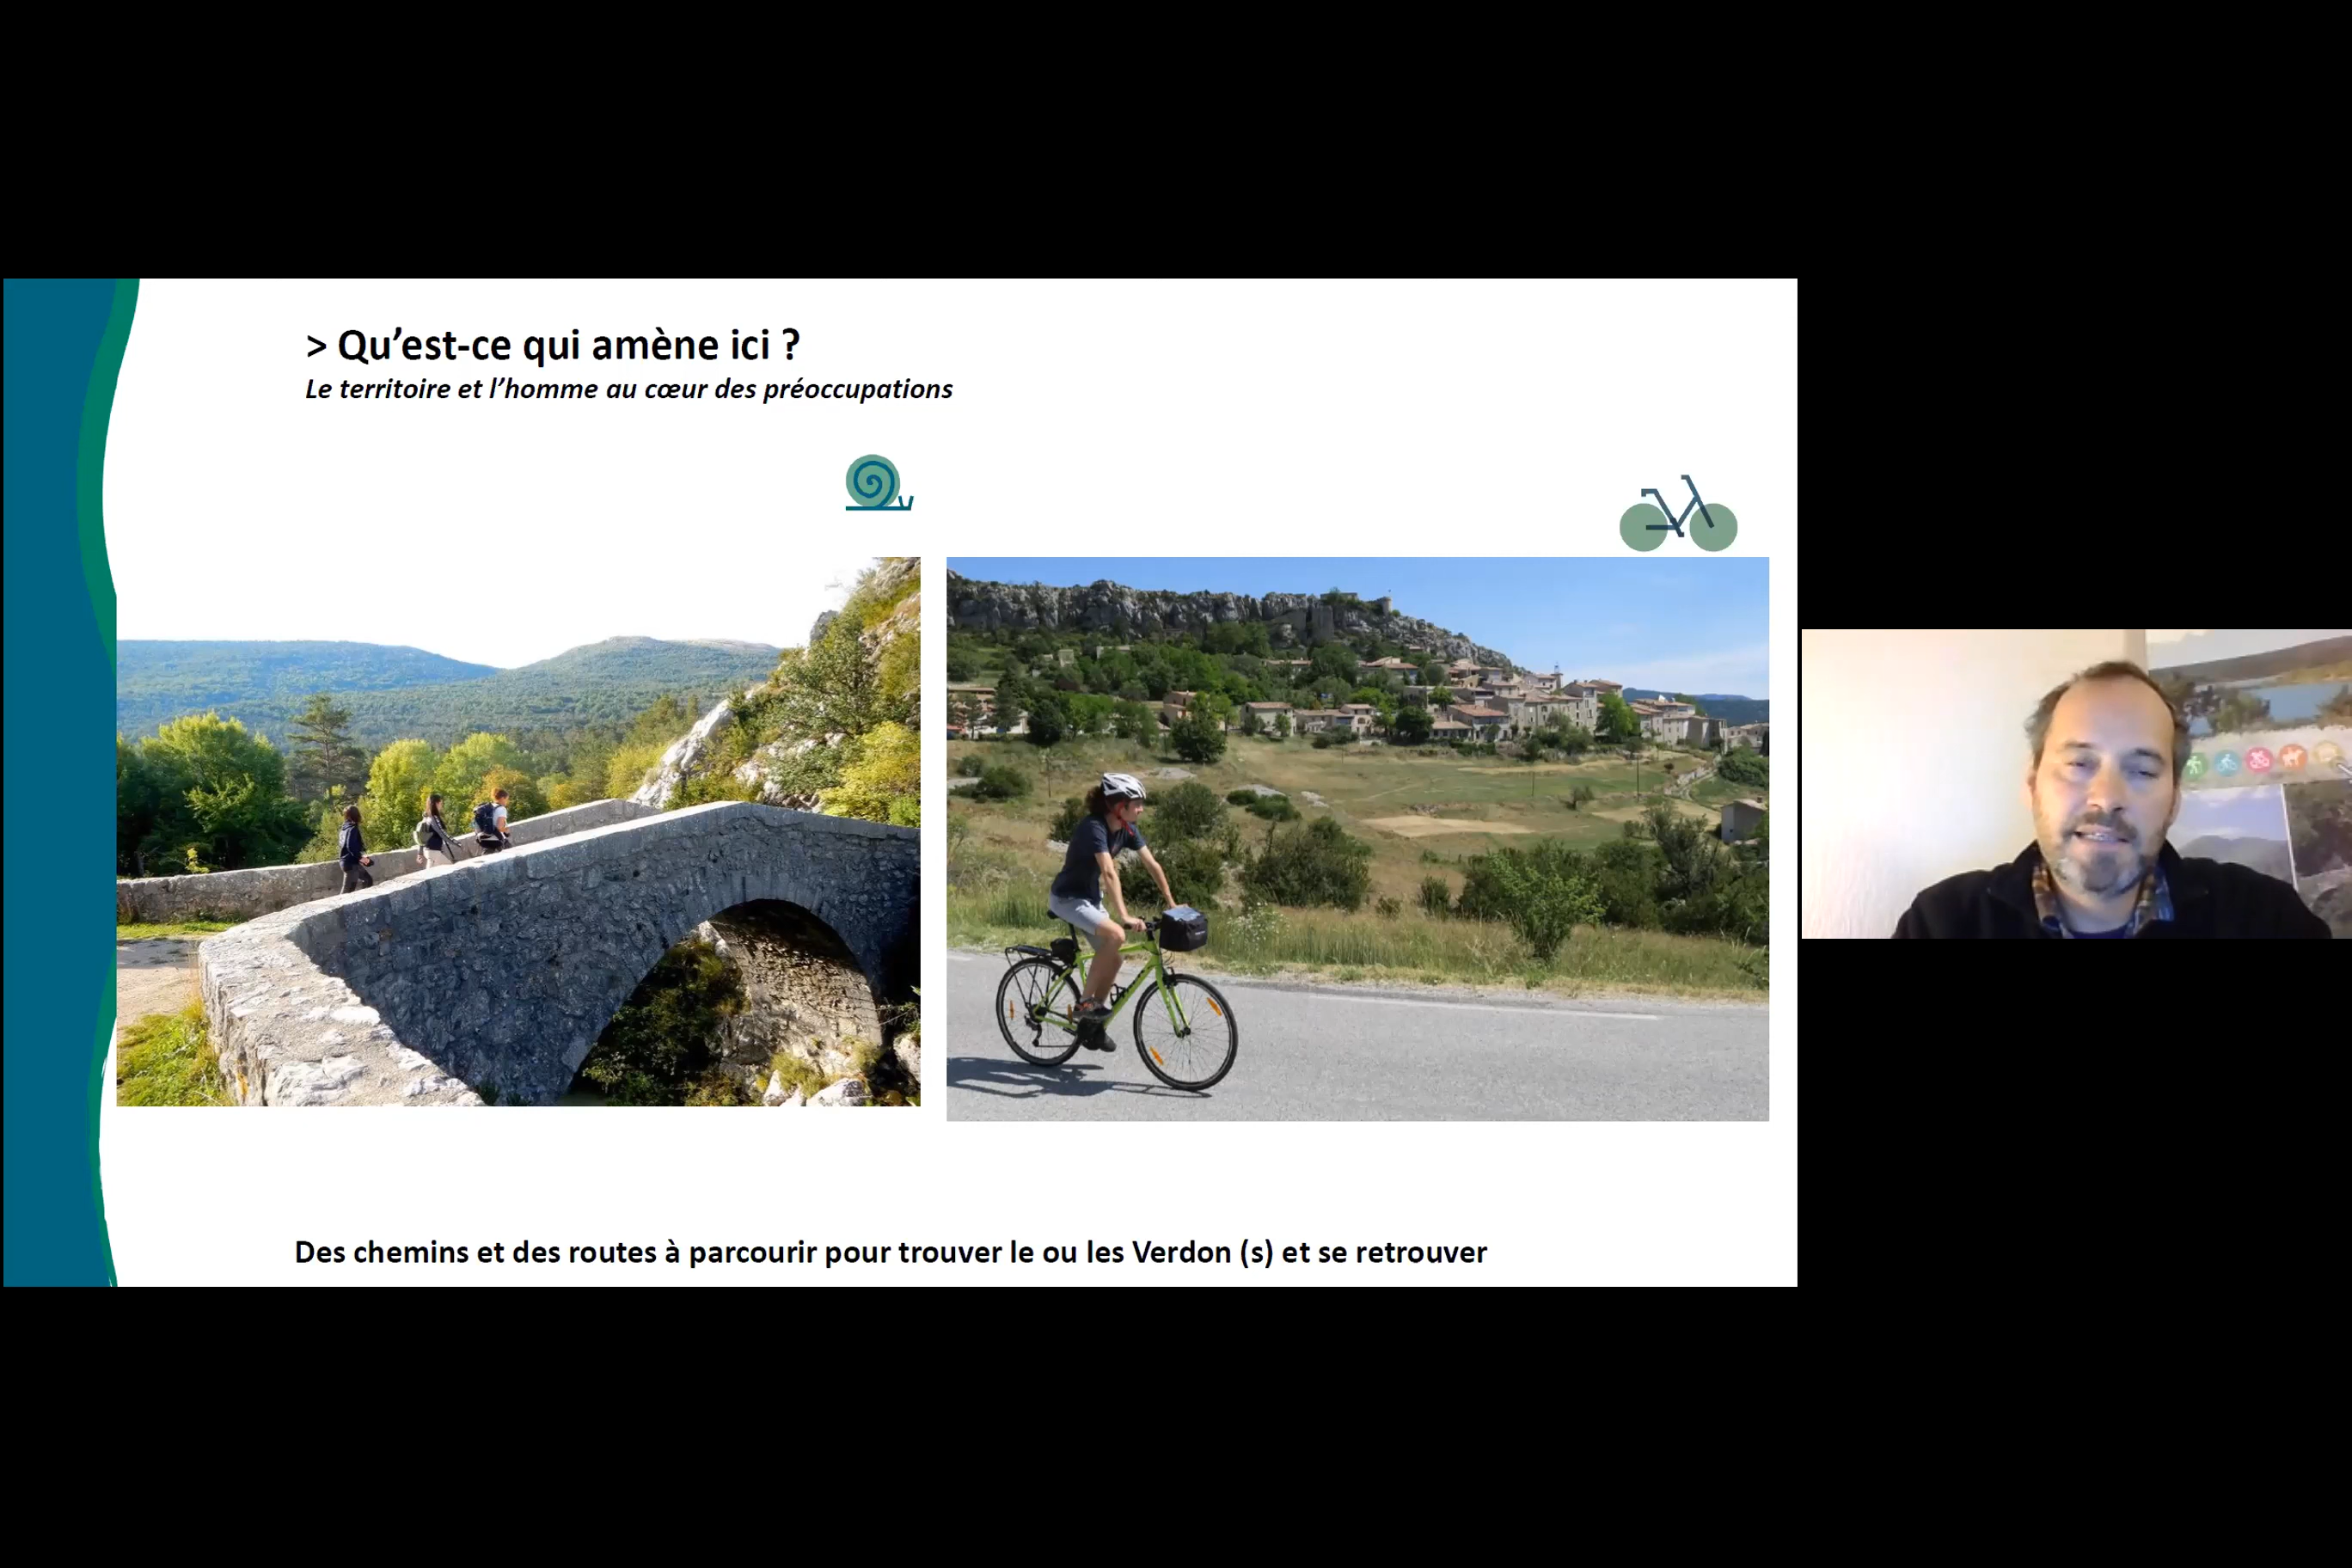 > Qu’est-ce qui amène ici ?
Le territoire et l’homme au cœur des préoccupations
Des chemins et des routes à parcourir pour trouver le ou les Verdon (s) et se retrouver